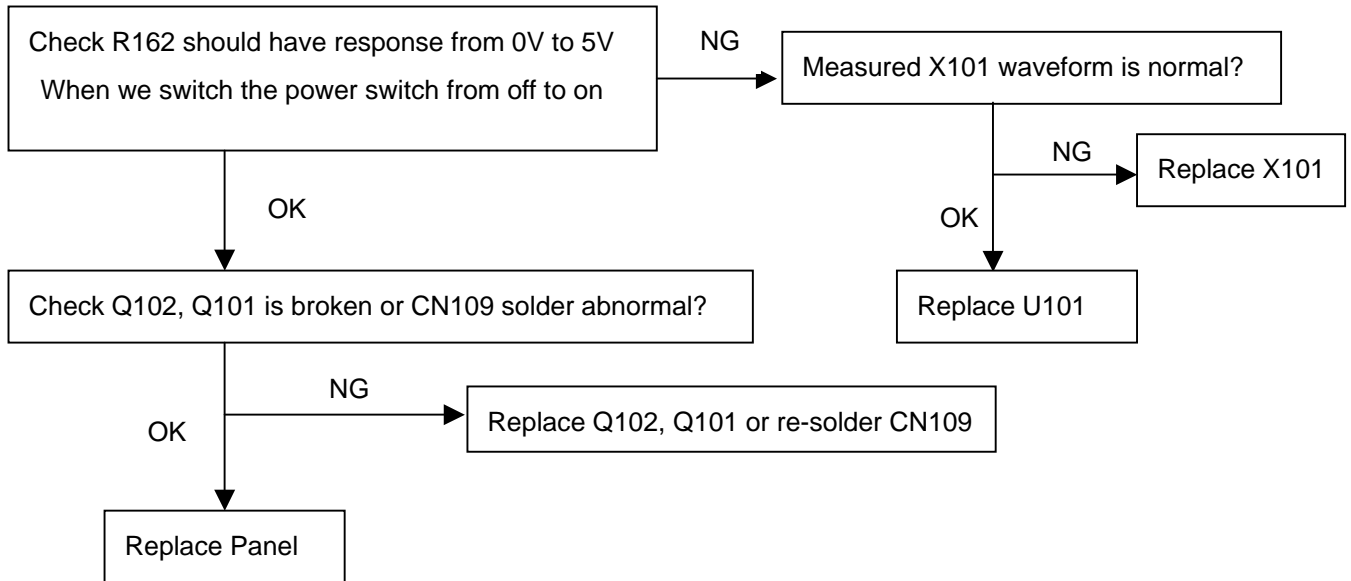 Check R162 should have response from 0V to 5V
When we switch the power switch from off to on
NG
Measured X101 waveform is normal?
NG
Replace X101
OK
OK
Check Q102, Q101 is broken or CN109 solder abnormal?
Replace U101
NG
OK
Replace Q102, Q101 or re-solder CN109
Replace Panel